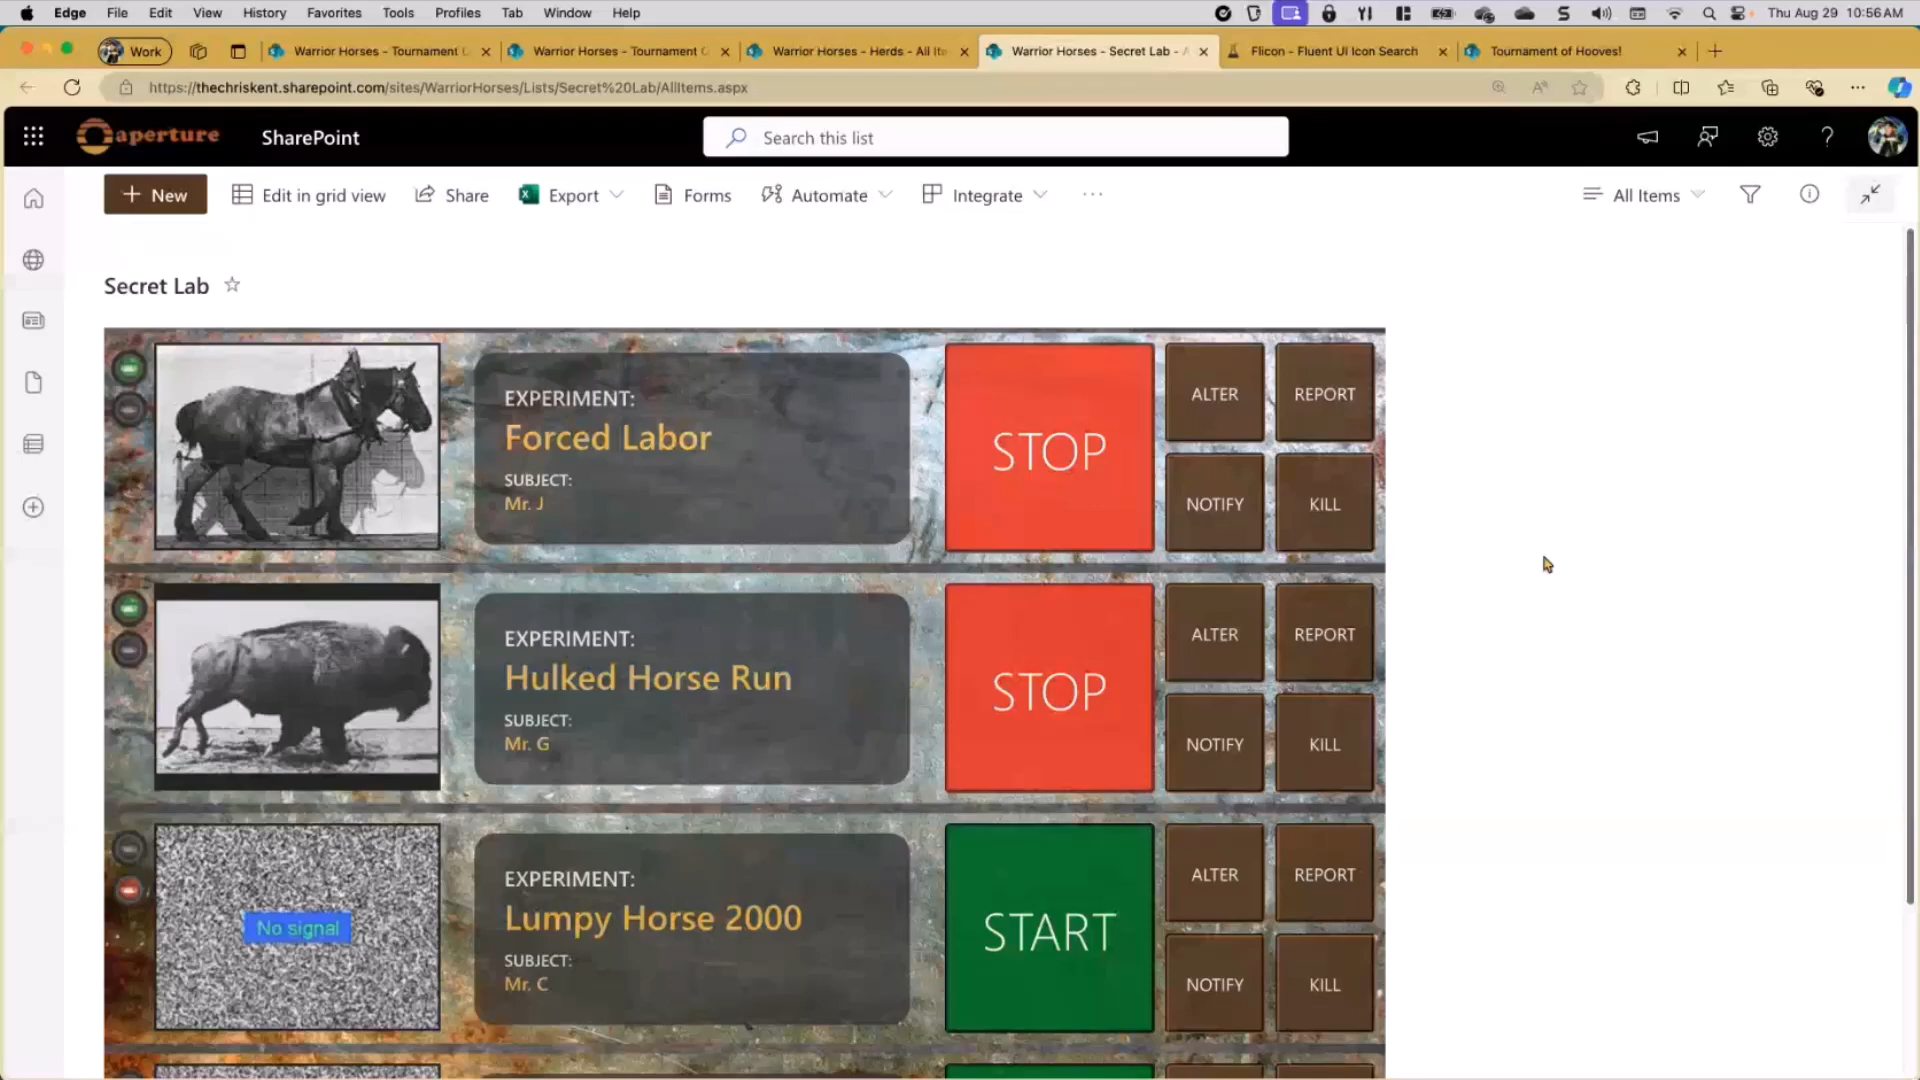 Edge File Edit View History Favorites Tools Profiles Tab Window Help Thu Aug 29 10:56 AM
Work Warrior Horses - Tournament Warrior Horses - Tournament Warrior Horses - Herds - All Warrior Horses - Secret Lab - Flicon - Fluent UI Icon Search Tournament of Hooves!
https://thechriskent.sharepoint.com/sites/WarriorHorses/Lists/Secret%20Lab/AllItems.aspx
aperture SharePoint Search this list
New Edit in grid view Share Export Forms Automate Integrate ... All Items
Secret Lab
EXPERIMENT:
Forced Labor
SUBJECT:
Mr. J
STOP
ALTER REPORT
NOTIFY KILL
EXPERIMENT:
Hulked Horse Run
SUBJECT:
Mr. G
STOP
ALTER REPORT
NOTIFY KILL
No signal
EXPERIMENT:
Lumpy Horse 2000
SUBJECT:
Mr. C
START
ALTER REPORT
NOTIFY KILL